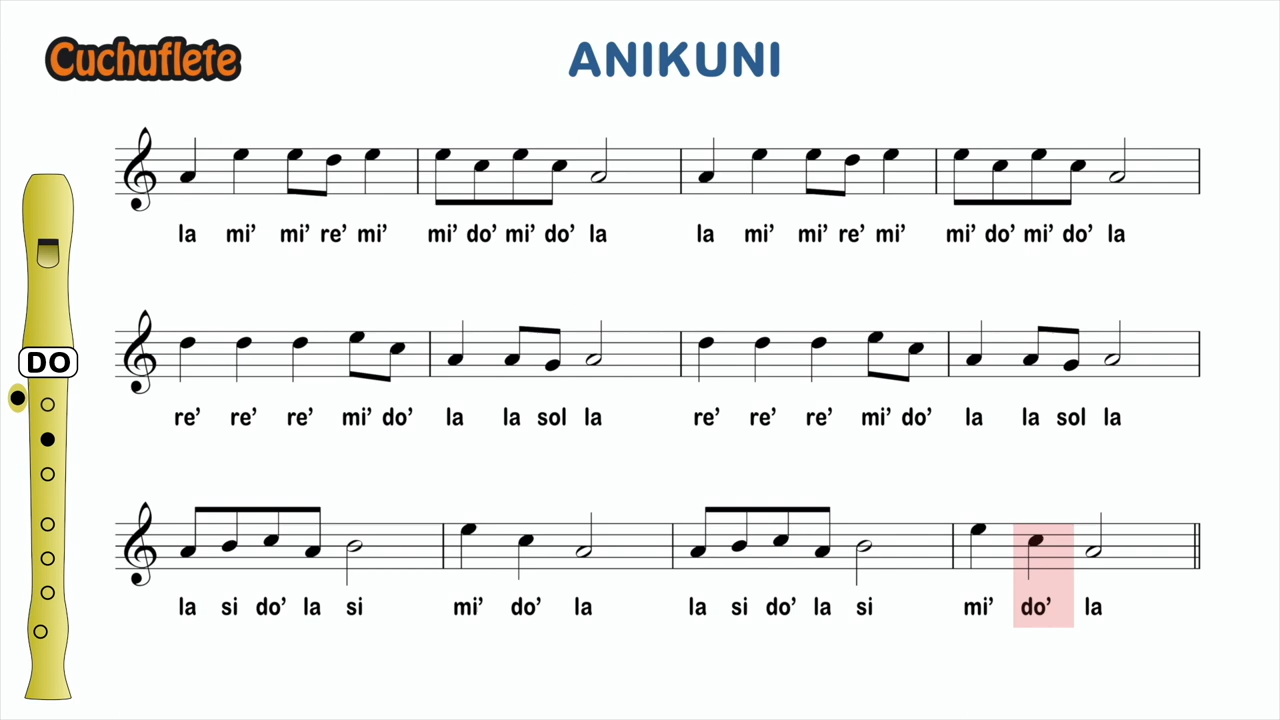 Cuchuflete
ANIKUNI
la mi’ mi’ re’ mi’ mi’ do’ mi’ do’ la la mi’ mi’ re’ mi’ mi’ do’ mi’ do’ la
DO
re’ re’ re’ mi’ do’ la la sol la re’ re’ re’ mi’ do’ la la sol la
la si do’ la si mi’ do’ la la si do’ la si mi’ do’ la